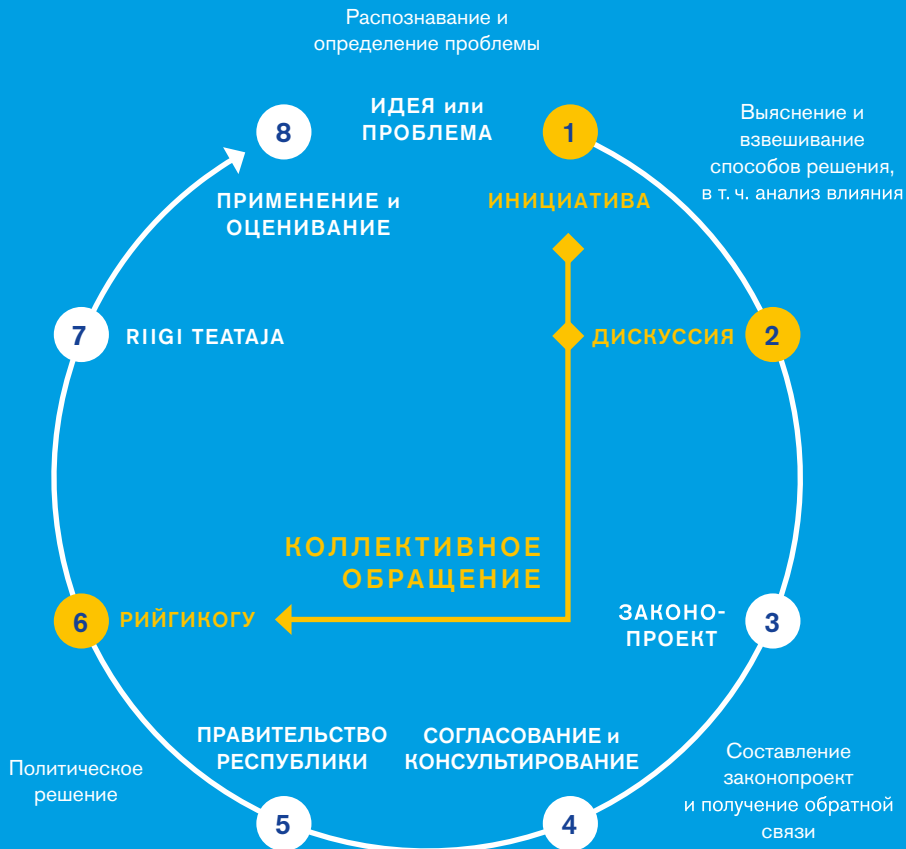 Распознавание и
определение проблемы
ИДЕЯ или
ПРОБЛЕМА
8
1
Выяснение и
взвешивание
способов решения,
в т. ч. анализ влияния
ПРИМЕНЕНИЕ и
ОЦЕНИВАНИЕ
ИНИЦИАТИВА
7
RIIGI TEATAJA
ДИСКУССИЯ
2
КОЛЛЕКТИВНОЕ
ОБРАЩЕНИЕ
6
РИЙГИКОГУ
ЗАКОНО-
ПРОЕКТ
3
ПРАВИТЕЛЬСТВО
РЕСПУБЛИКИ
СОГЛАСОВАНИЕ и
КОНСУЛЬТИРОВАНИЕ
Политическое
решение
Составление
законопроект
и получение обратной
связи
5
4